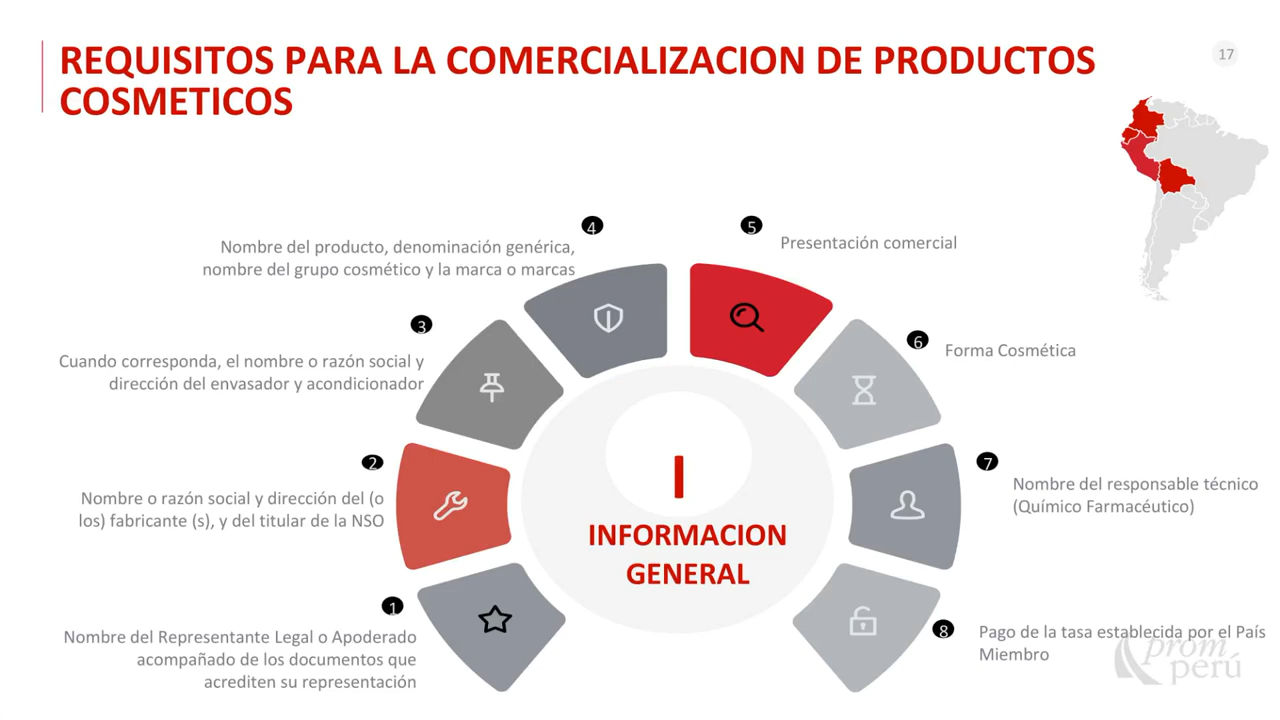 REQUISITOS PARA LA COMERCIALIZACION DE PRODUCTOS
COSMETICOS
17
4
Nombre del producto, denominación genérica,
nombre del grupo cosmético y la marca o marcas
5
Presentación comercial
3
Cuando corresponda, el nombre o razón social y
dirección del envasador y acondicionador
6
Forma Cosmética
2
Nombre o razón social y dirección del (o
los) fabricante (s), y del titular de la NSO
7
Nombre del responsable técnico
(Químico Farmacéutico)
I
INFORMACION
GENERAL
1
Nombre del Representante Legal o Apoderado
acompañado de los documentos que
acrediten su representación
8
Pago de la tasa establecida por el País
Miembro
prom
perú